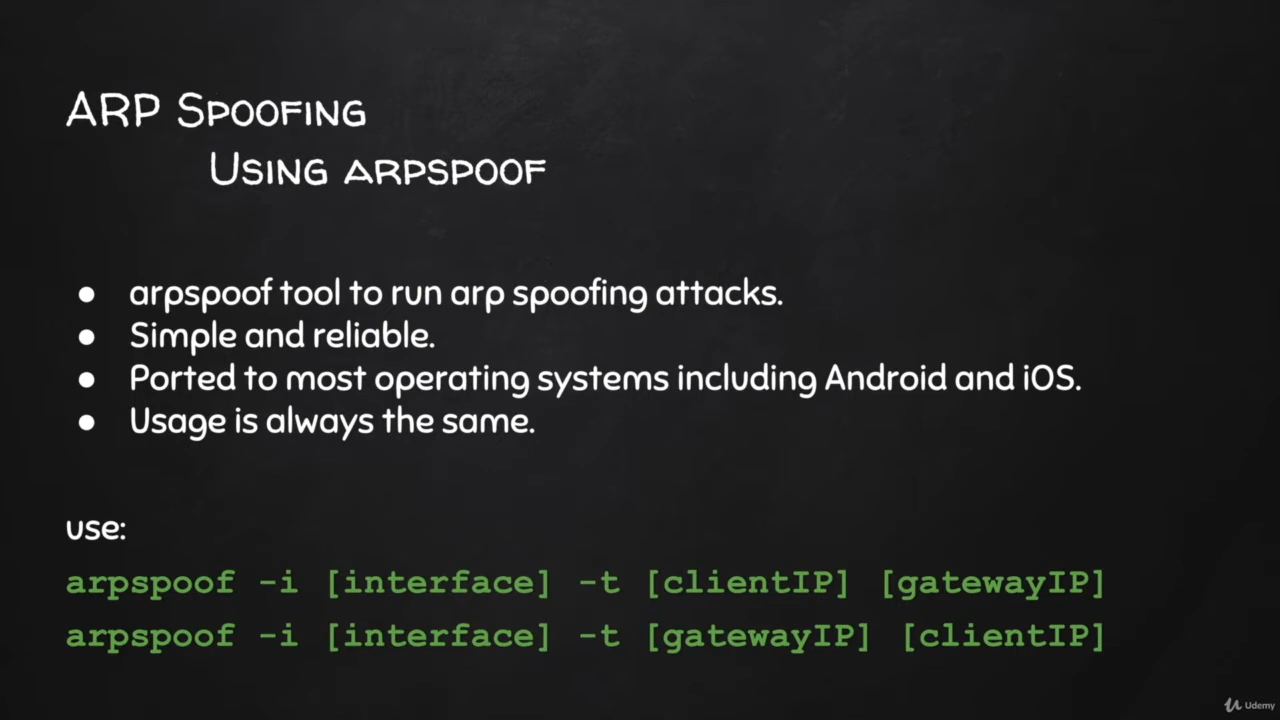 ARP Spoofing
Using arpspoof
● arpspoof tool to run arp spoofing attacks.
● Simple and reliable.
● Ported to most operating systems including Android and iOS.
● Usage is always the same.
use:
arpspoof -i [interface] -t [clientIP] [gatewayIP]
arpspoof -i [interface] -t [gatewayIP] [clientIP]
Udemy